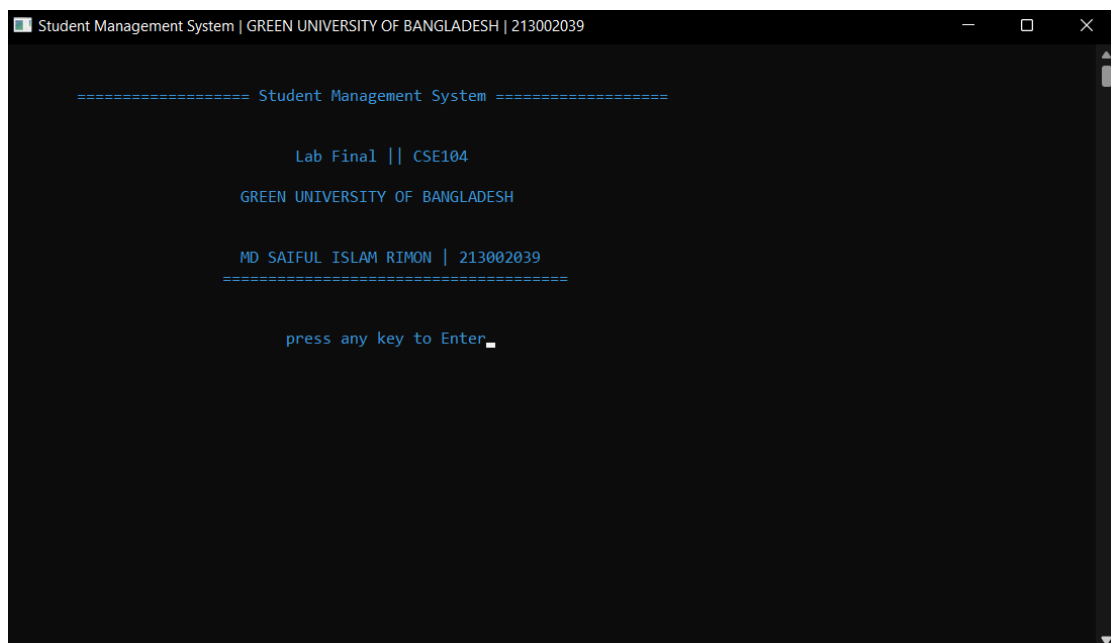 Student Management System | GREEN UNIVERSITY OF BANGLADESH | 213002039
=================== Student Management System ===================
Lab Final || CSE104
GREEN UNIVERSITY OF BANGLADESH
MD SAIFUL ISLAM RIMON | 213002039
======================================
press any key to Enter